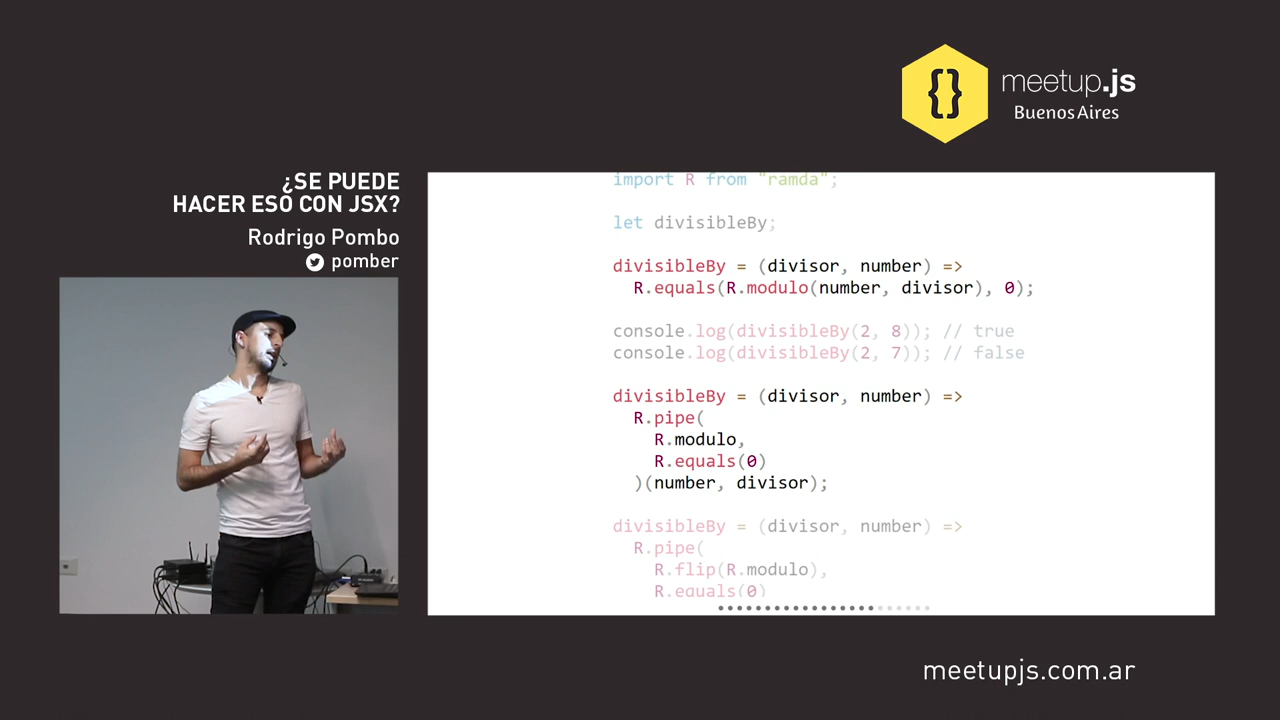 {}
meetup.js
Buenos Aires
¿SE PUEDE
HACER ESO CON JSX?
Rodrigo Pombo
pomber
import R from "ramda";
let divisibleBy;
divisibleBy = (divisor, number) =>
  R.equals(R.modulo(number, divisor), 0);
console.log(divisibleBy(2, 8)); // true
console.log(divisibleBy(2, 7)); // false
divisibleBy = (divisor, number) =>
  R.pipe(
    R.modulo,
    R.equals(0)
  )(number, divisor);
divisibleBy = (divisor, number) =>
  R.pipe(
    R.flip(R.modulo),
    R.equals(0)
meetupjs.com.ar